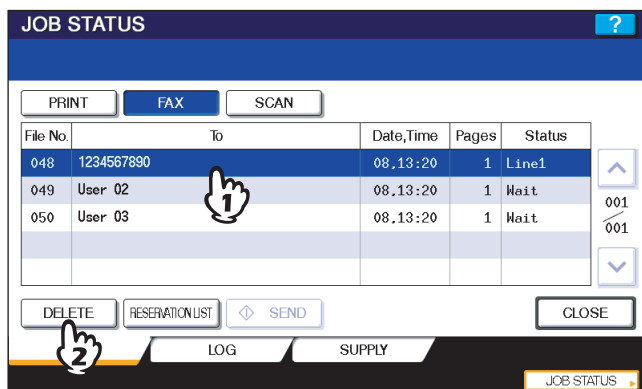 JOB STATUS ?
PRINT FAX SCAN
File No. To Date,Time Pages Status
048 1234567890 08,13:20 1 Line1
049 User 02 08,13:20 1 Wait
050 User 03 08,13:20 1 Wait
001
001
1
DELETE RESERVATION LIST SEND CLOSE
2
LOG SUPPLY
JOB STATUS